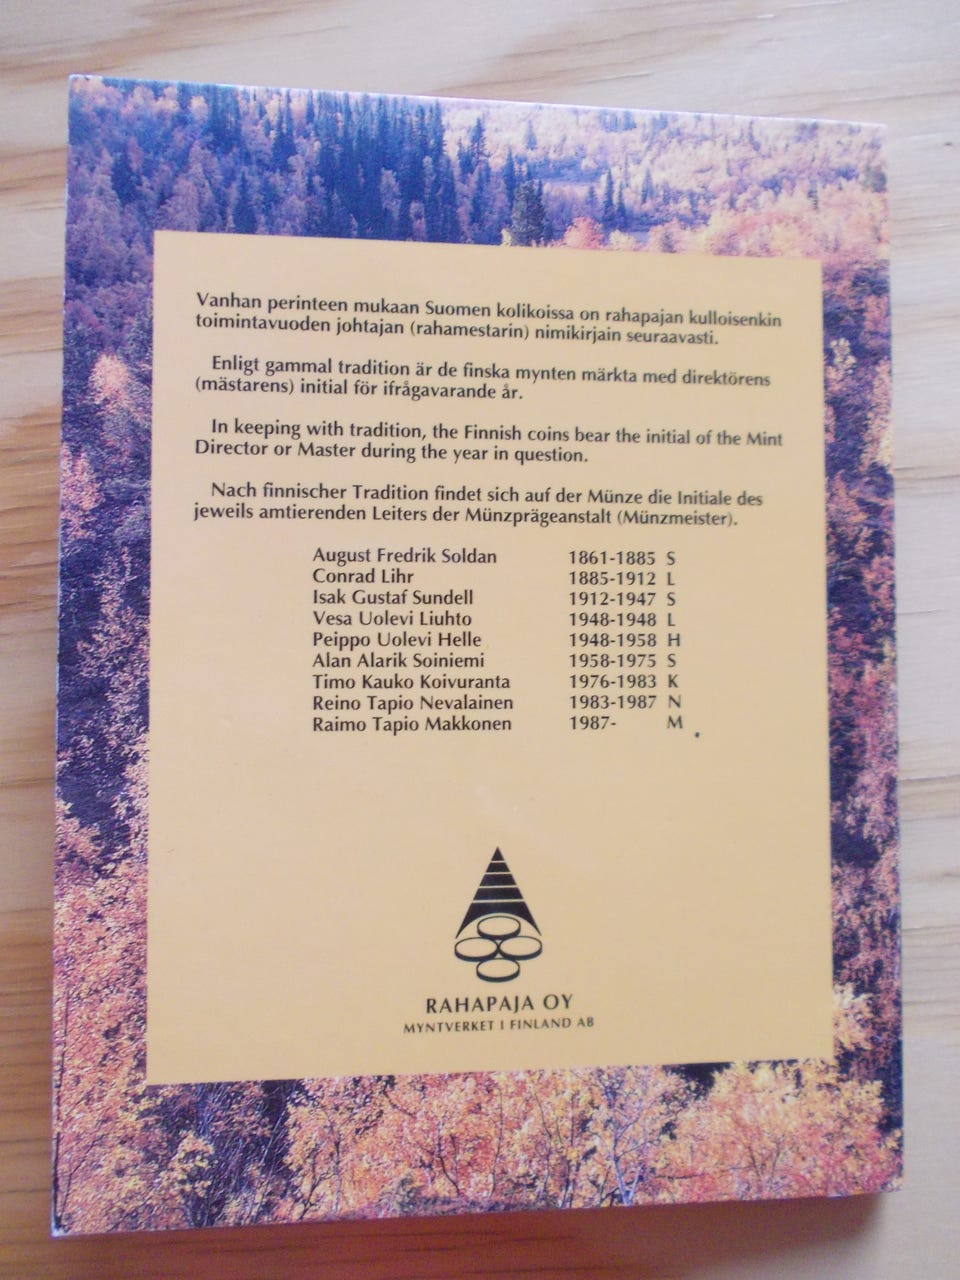 Vanhan perinteen mukaan Suomen kolikoissa on rahapajan kulloisenkin
toimintavuoden johtajan (rahamestarin) nimikirjain seuraavasti.
Enligt gammal tradition är de finska mynten märkta med direktörens
(mästarens) initial för ifrågavarande år.
In keeping with tradition, the Finnish coins bear the initial of the Mint
Director or Master during the year in question.
Nach finnischer Tradition findet sich auf der Münze die Initiale des
jeweils amtierenden Leiters der Münzprägeanstalt (Münzmeister).
August Fredrik Soldan 1861-1885 S
Conrad Lihr 1885-1912 L
Isak Gustaf Sundell 1912-1947 S
Vesa Uolevi Liuhto 1948-1948 L
Peippo Uolevi Helle 1948-1958 H
Alan Alarik Soiniemi 1958-1975 S
Timo Kauko Koivuranta 1976-1983 K
Reino Tapio Nevalainen 1983-1987 N
Raimo Tapio Makkonen 1987- M
RAHAPAJA OY
MYNTVERKET I FINLAND AB